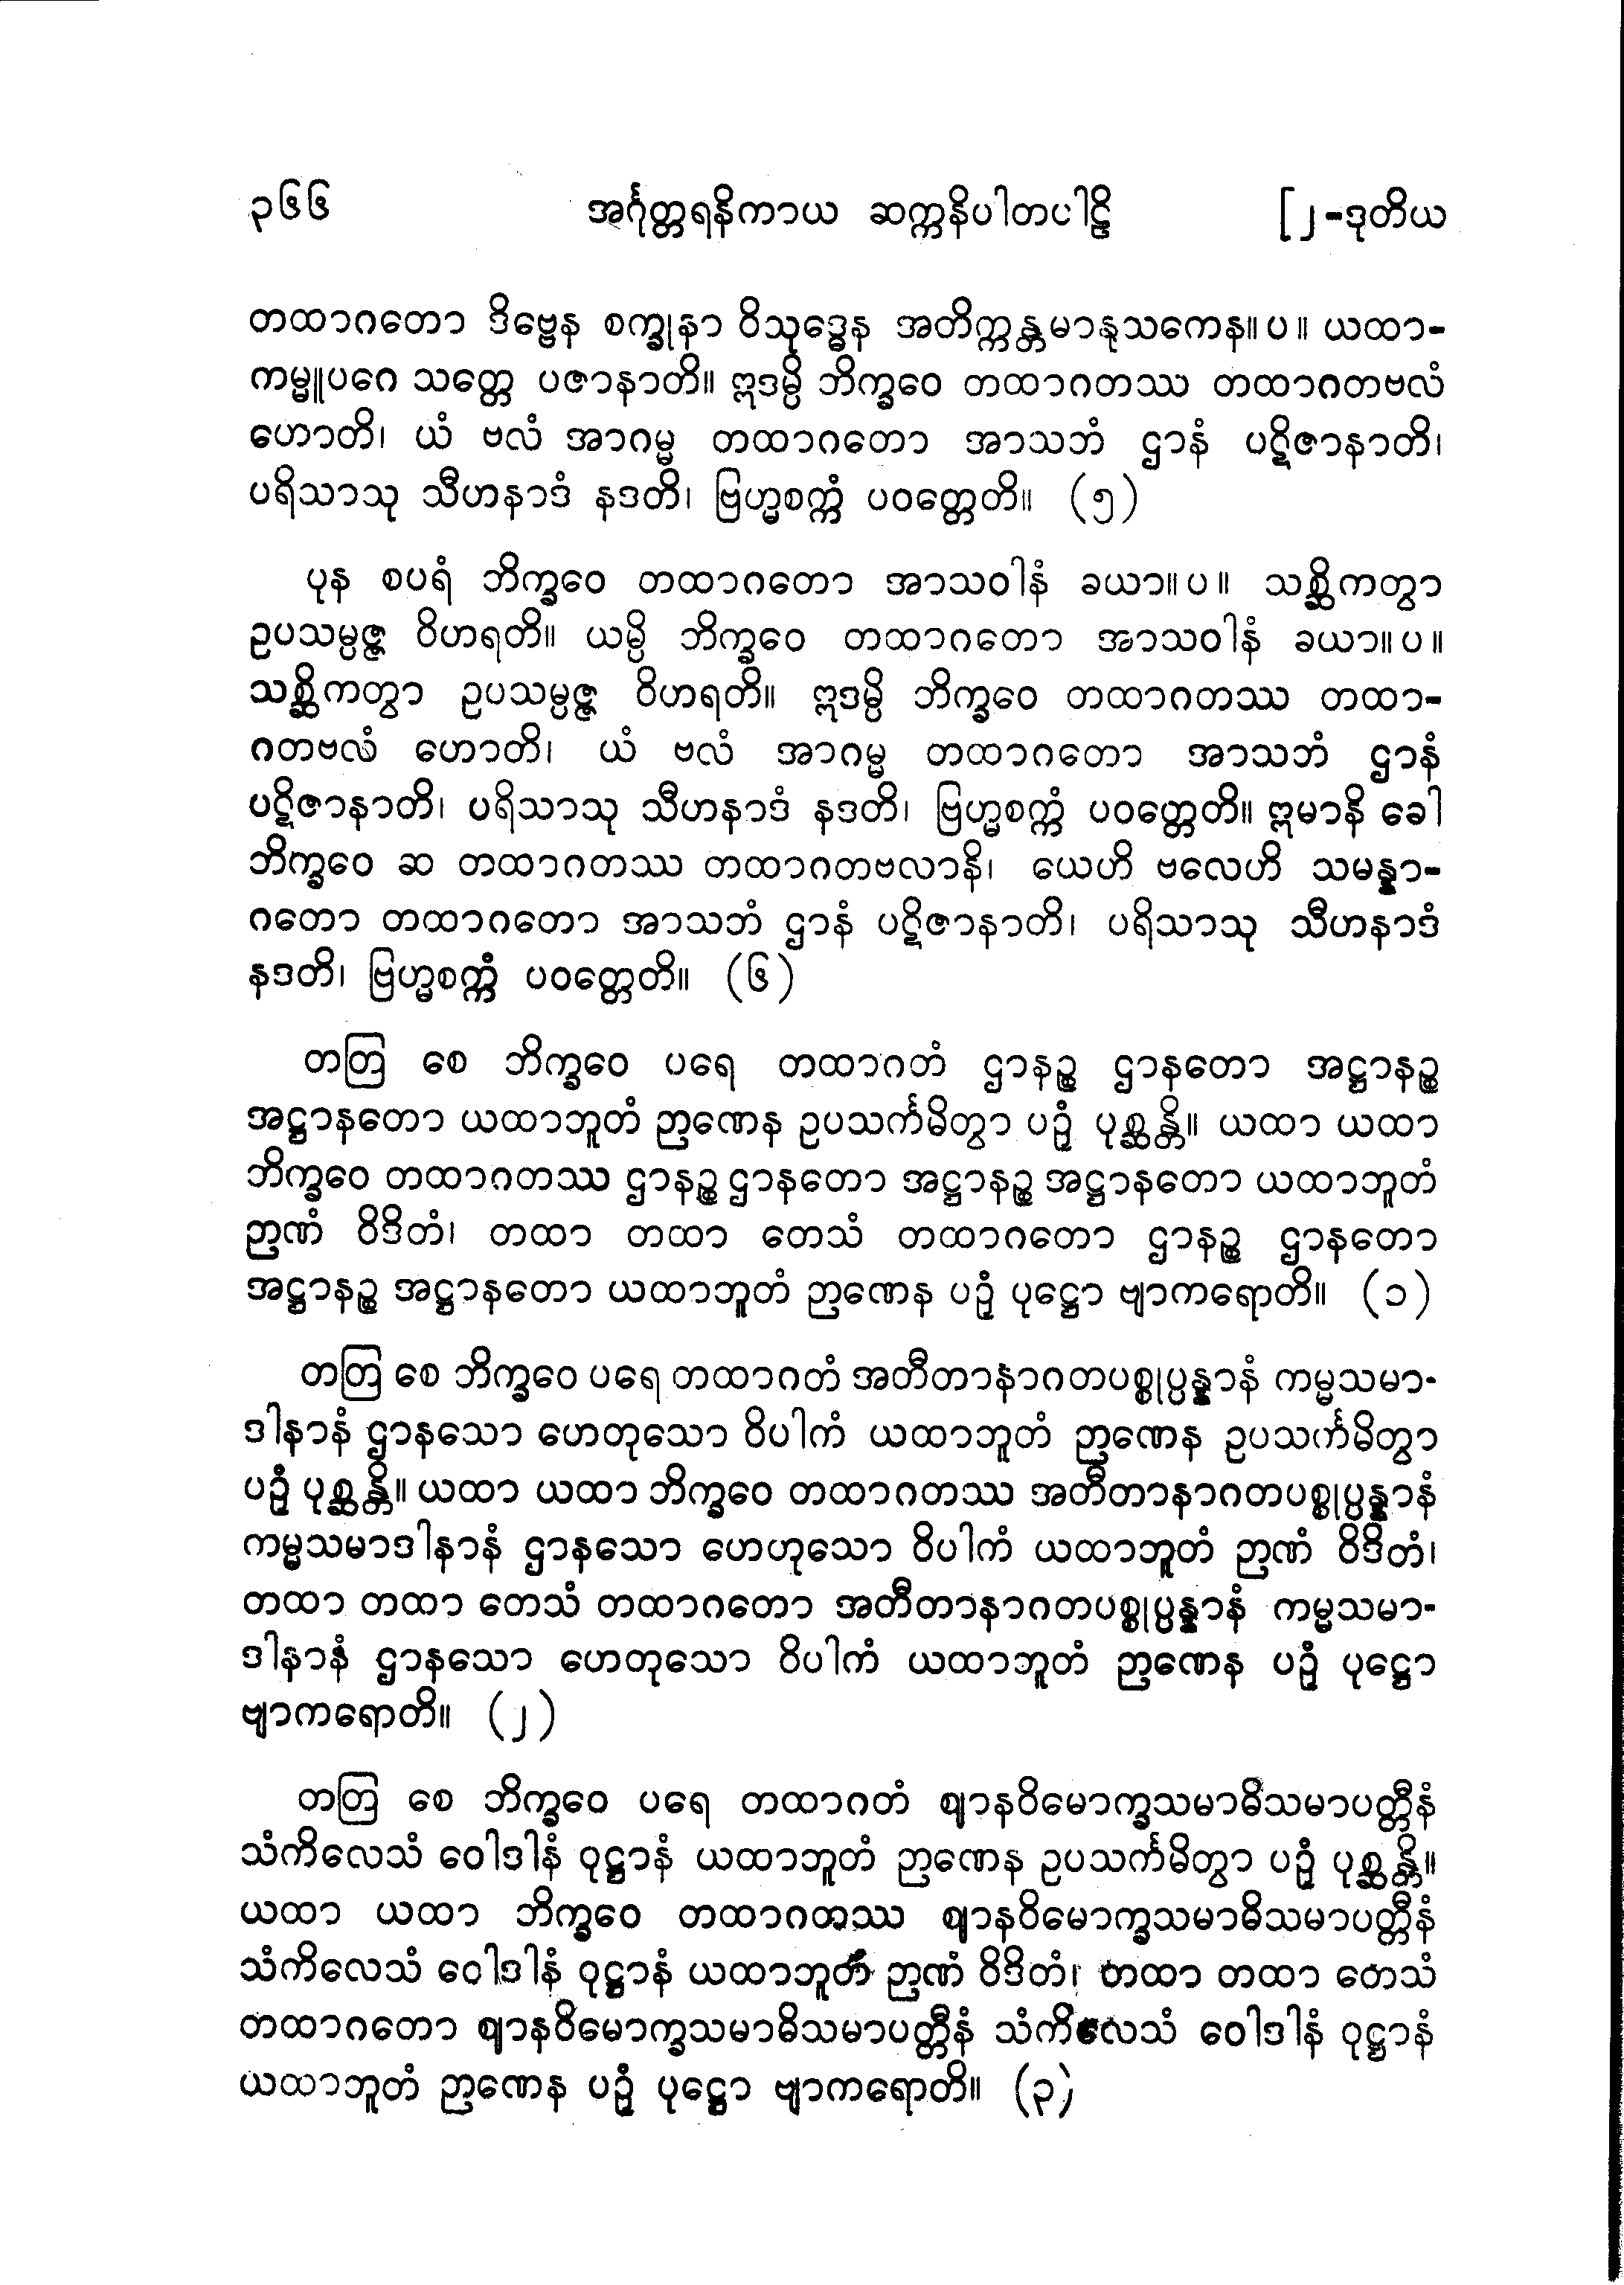 ၃၆၆ အင်္ဂုတ္တရနိကာယ ဆက္ကနိပါတပါဠိ [၂-ဒုတိယ
တထာဂတော ဒိဗ္ဗေန စက္ခုနာ ဝိသုဒ္ဓေန အတိက္ကန္တမာနုသကေန။ပ။ ယထာ-
ကမ္မူပဂေ သတ္တေ ပဇာနာတိ။ ဣဒမ္ပိ ဘိက္ခဝေ တထာဂတဿ တထာဂတဗလံ
ဟောတိ၊ ယံ ဗလံ အာဂမ္မ တထာဂတော အာသဘံ ဌာနံ ပဋိဇာနာတိ၊
ပရိသာသု သီဟနာဒံ နဒတိ၊ ဗြဟ္မစက္ကံ ပဝတ္တေတိ။ (၅)
ပုန စပရံ ဘိက္ခဝေ တထာဂတော အာသဝါနံ ခယာ။ပ။ သစ္ဆိကတွာ
ဥပသမ္ပဇ္ဇ ဝိဟရတိ။ ယမ္ပိ ဘိက္ခဝေ တထာဂတော အာသဝါနံ ခယာ။ပ။
သစ္ဆိကတွာ ဥပသမ္ပဇ္ဇ ဝိဟရတိ။ ဣဒမ္ပိ ဘိက္ခဝေ တထာဂတဿ တထာ-
ဂတဗလံ ဟောတိ၊ ယံ ဗလံ အာဂမ္မ တထာဂတော အာသဘံ ဌာနံ
ပဋိဇာနာတိ၊ ပရိသာသု သီဟနာဒံ နဒတိ၊ ဗြဟ္မစက္ကံ ပဝတ္တေတိ။ ဣမာနိ ခေါ
ဘိက္ခဝေ ဆ တထာဂတဿ တထာဂတဗလာနိ၊ ယေဟိ ဗလေဟိ သမန္နာ-
ဂတော တထာဂတော အာသဘံ ဌာနံ ပဋိဇာနာတိ၊ ပရိသာသု သီဟနာဒံ
နဒတိ၊ ဗြဟ္မစက္ကံ ပဝတ္တေတိ။ (၆)
တတြ စေ ဘိက္ခဝေ ပရေ တထာဂတံ ဌာနဉ္စ ဌာနတော အဋ္ဌာနဉ္စ
အဋ္ဌာနတော ယထာဘူတံ ဉာဏေန ဥပသင်္ကမိတွာ ပဉှံ ပုစ္ဆန္တိ။ ယထာ ယထာ
ဘိက္ခဝေ တထာဂတဿ ဌာနဉ္စ ဌာနတော အဋ္ဌာနဉ္စ အဋ္ဌာနတော ယထာဘူတံ
ဉာဏံ ဝိဒိတံ၊ တထာ တထာ တေသံ တထာဂတော ဌာနဉ္စ ဌာနတော
အဋ္ဌာနဉ္စ အဋ္ဌာနတော ယထာဘူတံ ဉာဏေန ပဉှံ ပုဋ္ဌော ဗျာကရောတိ။ (၁)
တတြ စေ ဘိက္ခဝေ ပရေ တထာဂတံ အတီတာနာဂတပစ္စုပ္ပန္နာနံ ကမ္မသမာ-
ဒါနာနံ ဌာနသော ဟေတုသော ဝိပါကံ ယထာဘူတံ ဉာဏေန ဥပသင်္ကမိတွာ
ပဉှံ ပုစ္ဆန္တိ။ ယထာ ယထာ ဘိက္ခဝေ တထာဂတဿ အတီတာနာဂတပစ္စုပ္ပန္နာနံ
ကမ္မသမာဒါနာနံ ဌာနသော ဟေဟုသော ဝိပါကံ ယထာဘူတံ ဉာဏံ ဝိဒိတံ၊
တထာ တထာ တေသံ တထာဂတော အတီတာနာဂတပစ္စုပ္ပန္နာနံ ကမ္မသမာ-
ဒါနာနံ ဌာနသော ဟေတုသော ဝိပါကံ ယထာဘူတံ ဉာဏေန ပဉှံ ပုဋ္ဌော
ဗျာကရောတိ။ (၂)
တတြ စေ ဘိက္ခဝေ ပရေ တထာဂတံ ဈာနဝိမောက္ခသမာဓိသမာပတ္တီနံ
သံကိလေသံ ဝေါဒါနံ ဝုဋ္ဌာနံ ယထာဘူတံ ဉာဏေန ဥပသင်္ကမိတွာ ပဉှံ ပုစ္ဆန္တိ။
ယထာ ယထာ ဘိက္ခဝေ တထာဂတဿ ဈာနဝိမောက္ခသမာဓိသမာပတ္တီနံ
သံကိလေသံ ဝေါဒါနံ ဝုဋ္ဌာနံ ယထာဘူတံ ဉာဏံ ဝိဒိတံ၊ တထာ တထာ တေသံ
တထာဂတော ဈာနဝိမောက္ခသမာဓိသမာပတ္တီနံ သံကိလေသံ ဝေါဒါနံ ဝုဋ္ဌာနံ
ယထာဘူတံ ဉာဏေန ပဉှံ ပုဋ္ဌော ဗျာကရောတိ။ (၃)